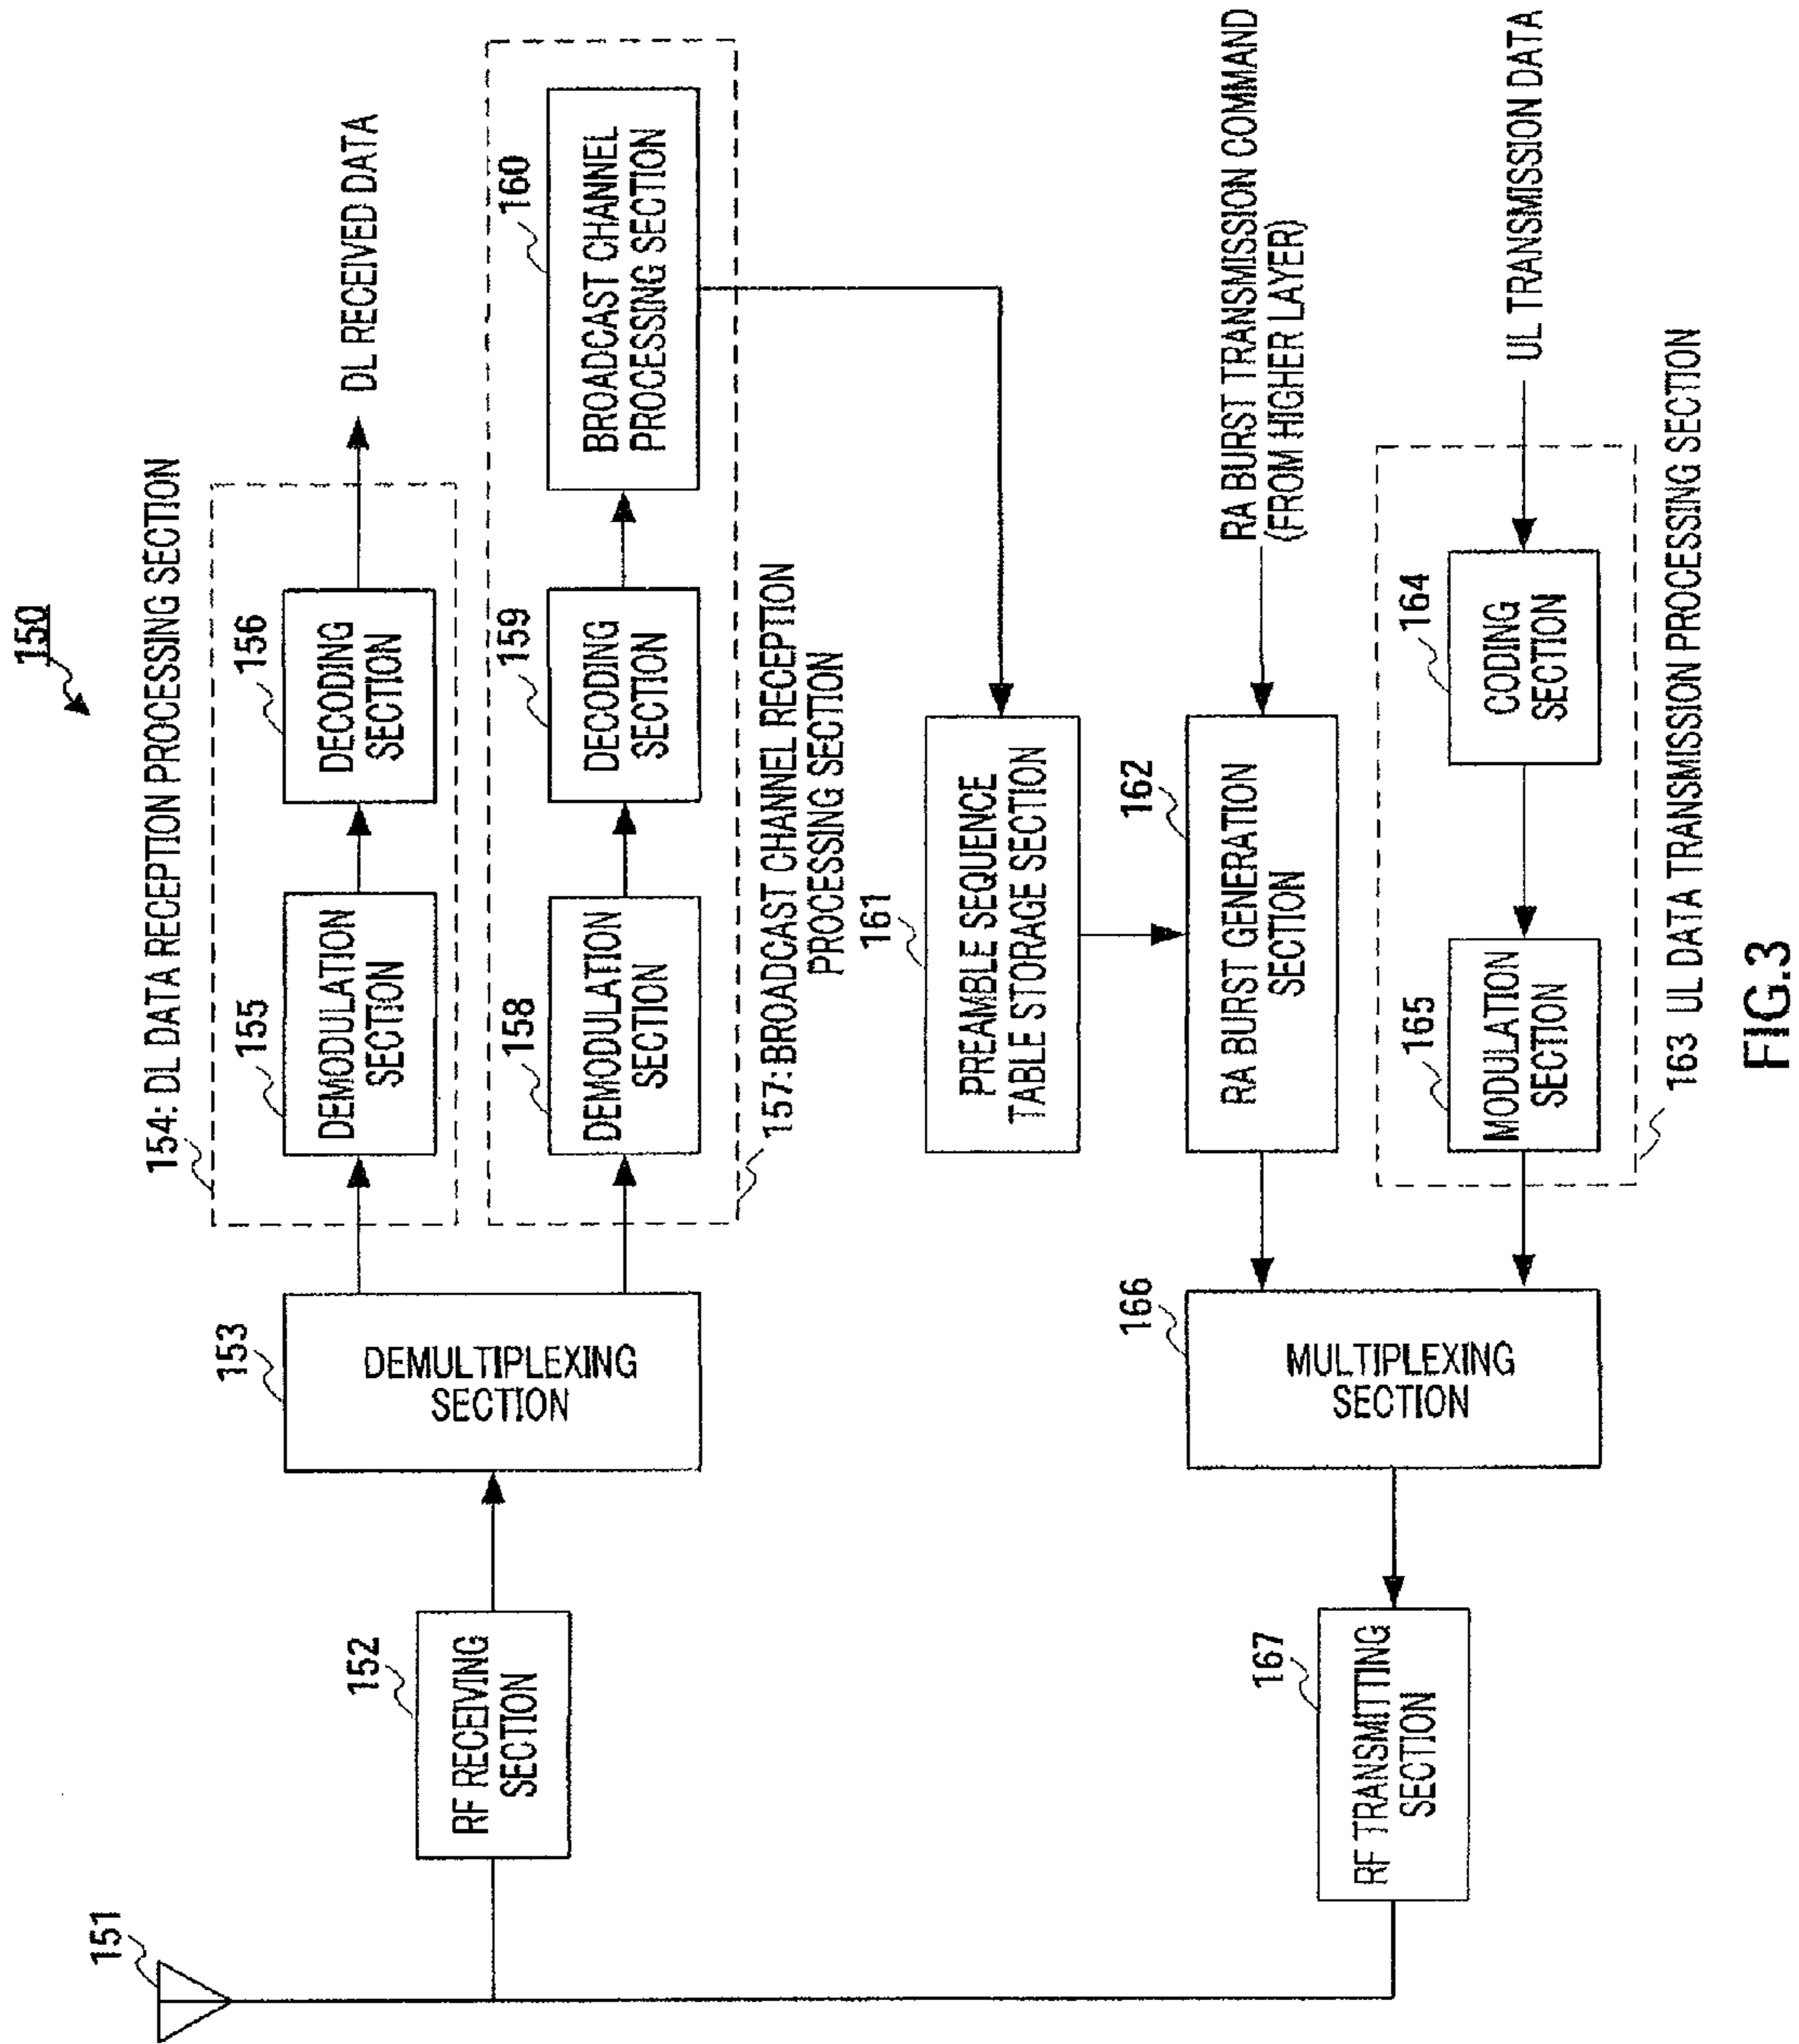 150
154: DL DATA RECEPTION PROCESSING SECTION
151
152
RF RECEIVING
SECTION
153
DEMULTIPLEXING
SECTION
155
DEMODULATION
SECTION
156
DECODING
SECTION
DL RECEIVED DATA
158
DEMODULATION
SECTION
159
DECODING
SECTION
160
BROADCAST CHANNEL
PROCESSING SECTION
157: BROADCAST CHANNEL RECEPTION
PROCESSING SECTION
161
PREAMBLE SEQUENCE
TABLE STORAGE SECTION
162
RA BURST GENERATION
SECTION
RA BURST TRANSMISSION COMMAND
(FROM HIGHER LAYER)
167
RF TRANSMITTING
SECTION
166
MULTIPLEXING
SECTION
165
MODULATION
SECTION
164
CODING
SECTION
UL TRANSMISSION DATA
163 UL DATA TRANSMISSION PROCESSING SECTION
FIG.3